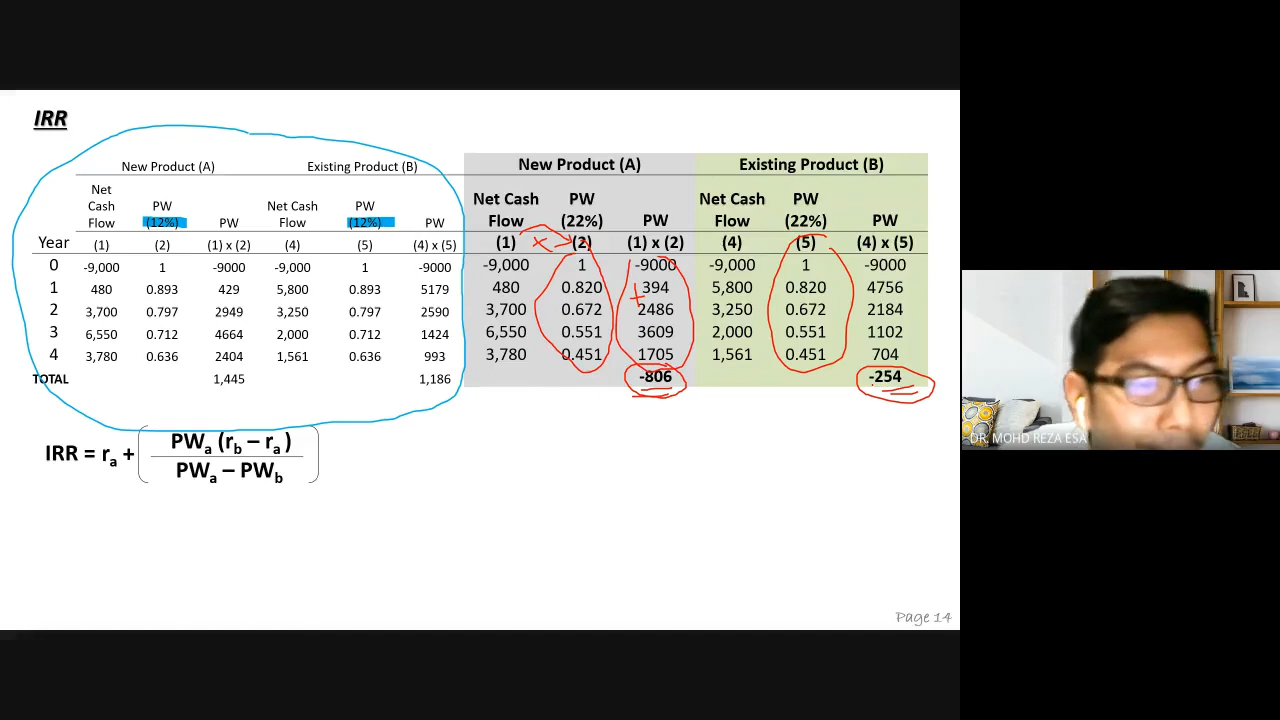 IRR
New Product (A) Existing Product (B) New Product (A) Existing Product (B)
Net Cash Flow PW (12%) PW Net Cash Flow PW (12%) PW Net Cash Flow PW (22%) PW Net Cash Flow PW (22%) PW
Year (1) (2) (1) x (2) (4) (5) (4) x (5) (1) (2) (1) x (2) (4) (5) (4) x (5)
0 -9,000 1 -9000 -9,000 1 -9000 -9,000 1 -9000 -9,000 1 -9000
1 480 0.893 429 5,800 0.893 5179 480 0.820 394 5,800 0.820 4756
2 3,700 0.797 2949 3,250 0.797 2590 3,700 0.672 2486 3,250 0.672 2184
3 6,550 0.712 4664 2,000 0.712 1424 6,550 0.551 3609 2,000 0.551 1102
4 3,780 0.636 2404 1,561 0.636 993 3,780 0.451 1705 1,561 0.451 704
TOTAL 1,445 1,186 -806 -254
IRR = ra + (PWa (rb – ra) / PWa – PWb)
Page 14
DR. MOHD REZA ESA